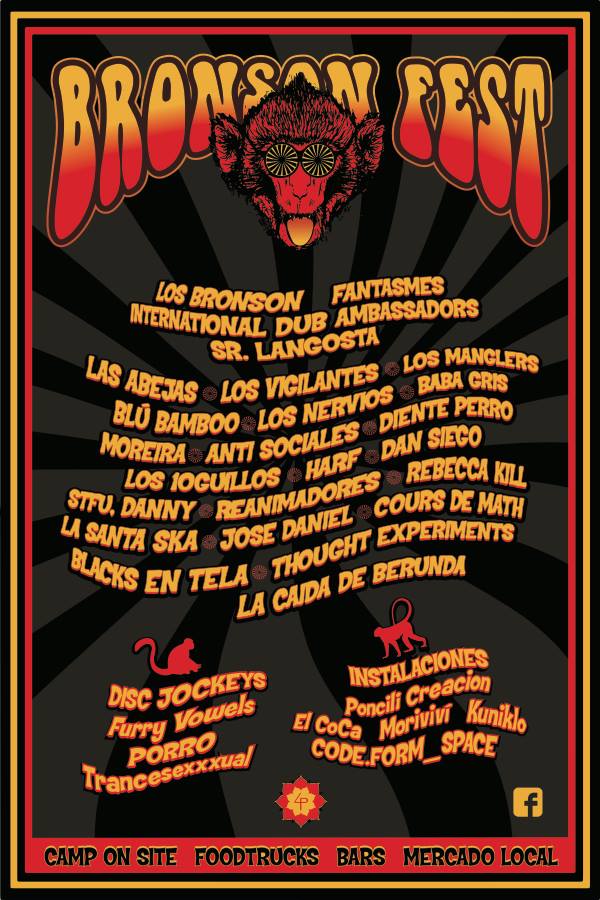 BRONSON FEST
LOS BRONSON FANTASMES
INTERNATIONAL DUB AMBASSADORS
SR. LANGOSTA
LAS ABEJAS LOS VIGILANTES LOS MANGLERS
BLŪ BAMBOO LOS NERVIOS BABA GRIS
MOREIRA ANTI SOCIALES DIENTE PERRO
LOS 10GUILLOS HARF DAN SIEGO
STFU. DANNY REANIMADORES REBECCA KILL
LA SANTA SKA JOSE DANIEL COURS DE MATH
BLACKS EN TELA THOUGHT EXPERIMENTS
LA CAIDA DE BERUNDA
DISC JOCKEYS
Furry Vowels
PORRO
Trancesexxxual
INSTALACIONES
Poncili Creacion
El CoCa Moriviví Kuniklo
CODE.FORM_SPACE
4P
f
CAMP ON SITE FOODTRUCKS BARS MERCADO LOCAL